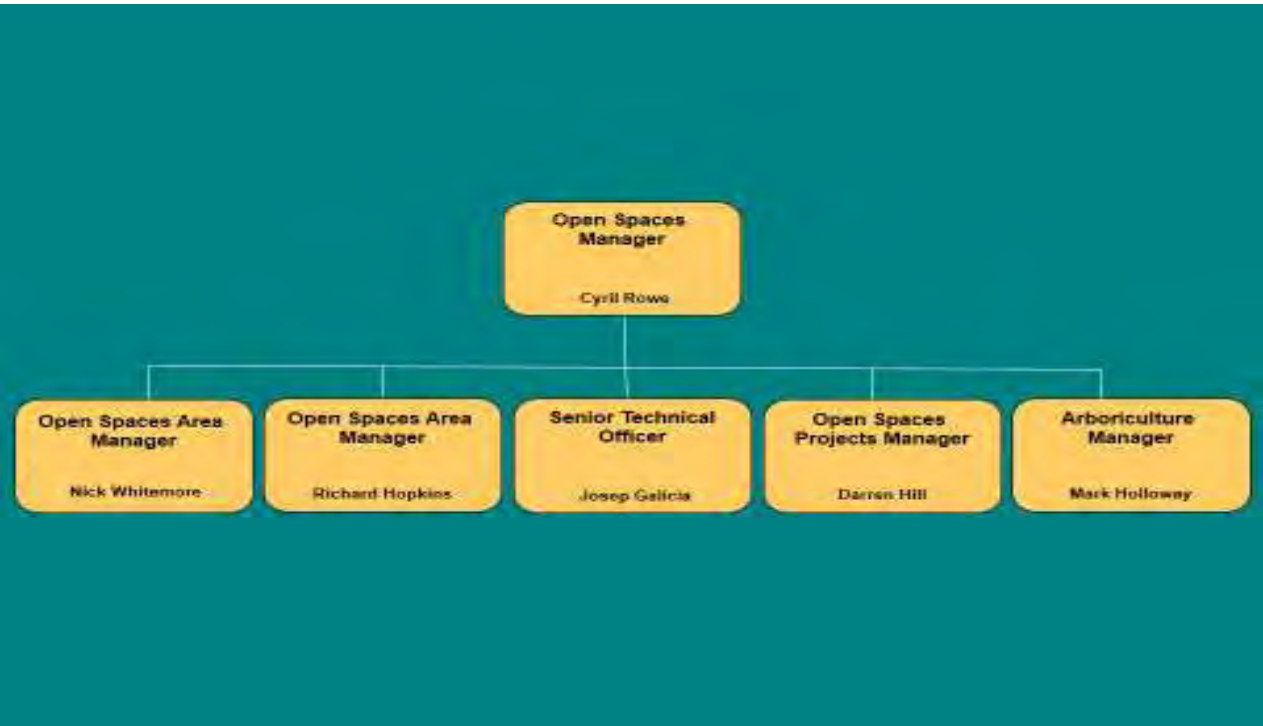 Open Spaces
Manager
Cyril Rowe
Open Spaces Area
Manager
Nick Whitemore
Open Spaces Area
Manager
Richard Hopkins
Senior Technical
Officer
Josep Galicia
Open Spaces
Projects Manager
Darren Hill
Arboriculture
Manager
Mark Holloway